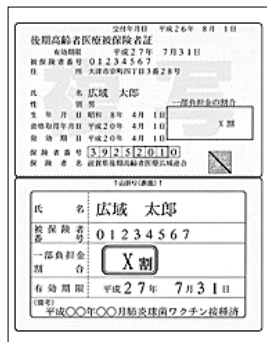 交付年月日 平成26年 8月 1日
後期高齢者医療被保険者証
有効期限 平成27年 7月31日
被保険者番号 01234567
住 所 大津市京町四丁目3番28号
氏 名 広域 太郎
性 別 男
一部負担金の割合
生年月日 昭和 8年 4月 1日
資格取得年月日 平成20年 4月 1日
X割
発効期日 平成20年 4月 1日
保険者番号 39252010
保険者名 滋賀県後期高齢者医療広域連合
↑山折り(表面)↑
氏 名 広域 太郎
被保険者番号 01234567
一部負担金割合 X割
有効期限 平成27年 7月31日
(備考)
平成○○年○○月肺炎球菌ワクチン接種済